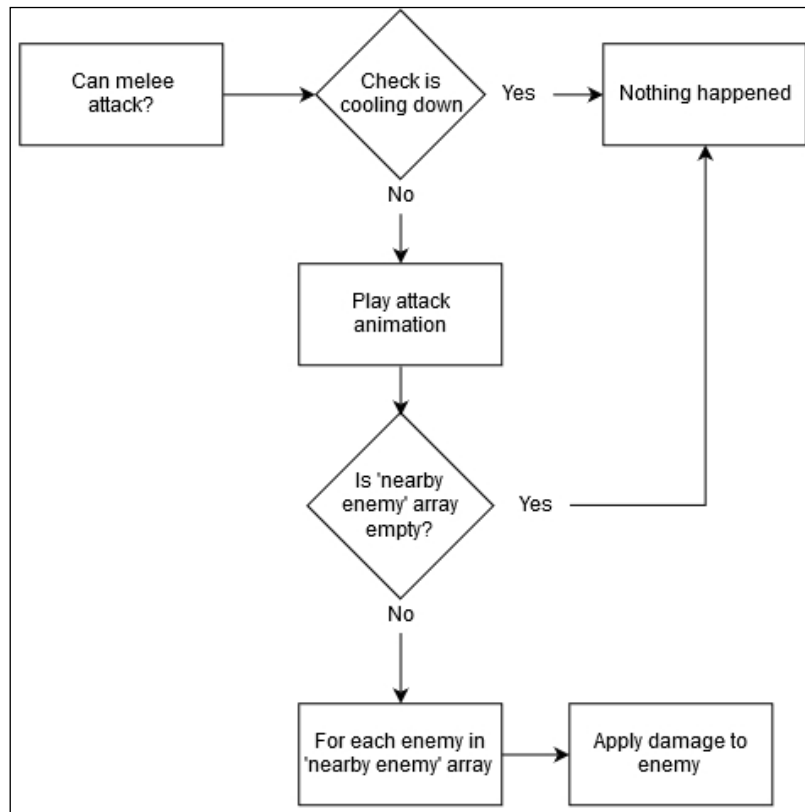 Can melee
attack?
Check is
cooling down
Yes
Nothing happened
No
Play attack
animation
Is 'nearby
enemy' array
empty?
Yes
No
For each enemy in
'nearby enemy' array
Apply damage to
enemy